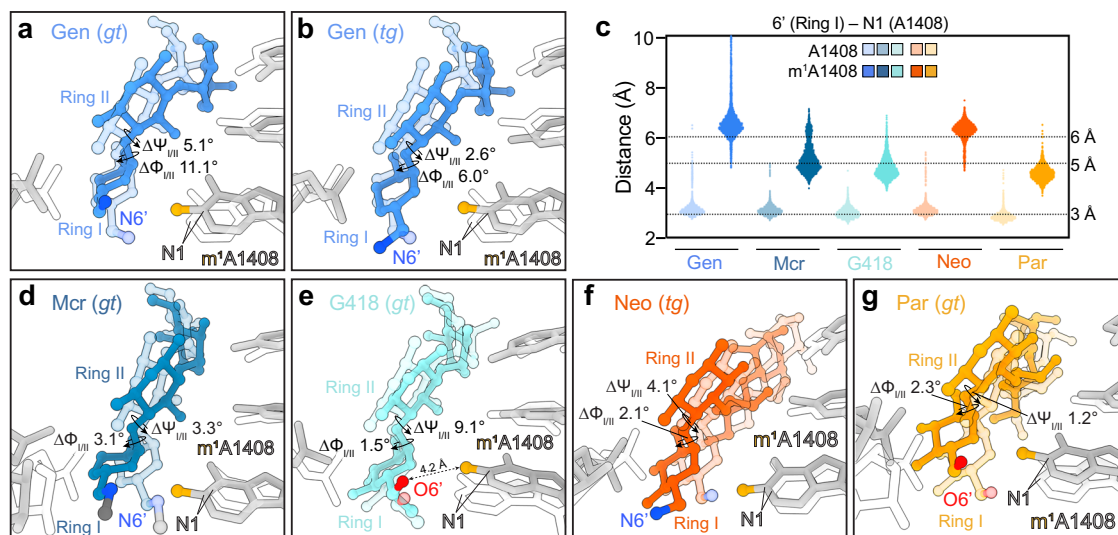 a Gen (gt)
Ring II
ΔΨI/II 5.1°
ΔΦI/II 11.1°
N6'
Ring I
N1
m¹A1408
b Gen (tg)
Ring II
ΔΨI/II 2.6°
ΔΦI/II 6.0°
Ring I
N6'
N1
m¹A1408
c 6' (Ring I) – N1 (A1408)
A1408
m¹A1408
Distance (Å)
10
8
6
4
2
6 Å
5 Å
3 Å
Gen Mcr G418 Neo Par
d Mcr (gt)
Ring II
ΔΦI/II 3.1°
ΔΨI/II 3.3°
m¹A1408
N6'
Ring I
N1
e G418 (gt)
Ring II
ΔΦI/II 1.5°
ΔΨI/II 9.1°
m¹A1408
4.2 Å
O6'
Ring I
N1
f Neo (tg)
Ring II
ΔΨI/II 4.1°
ΔΦI/II 2.1°
m¹A1408
N6'
Ring I
N1
g Par (gt)
Ring II
ΔΦI/II 2.3°
ΔΨI/II 1.2°
O6'
Ring I
N1
m¹A1408